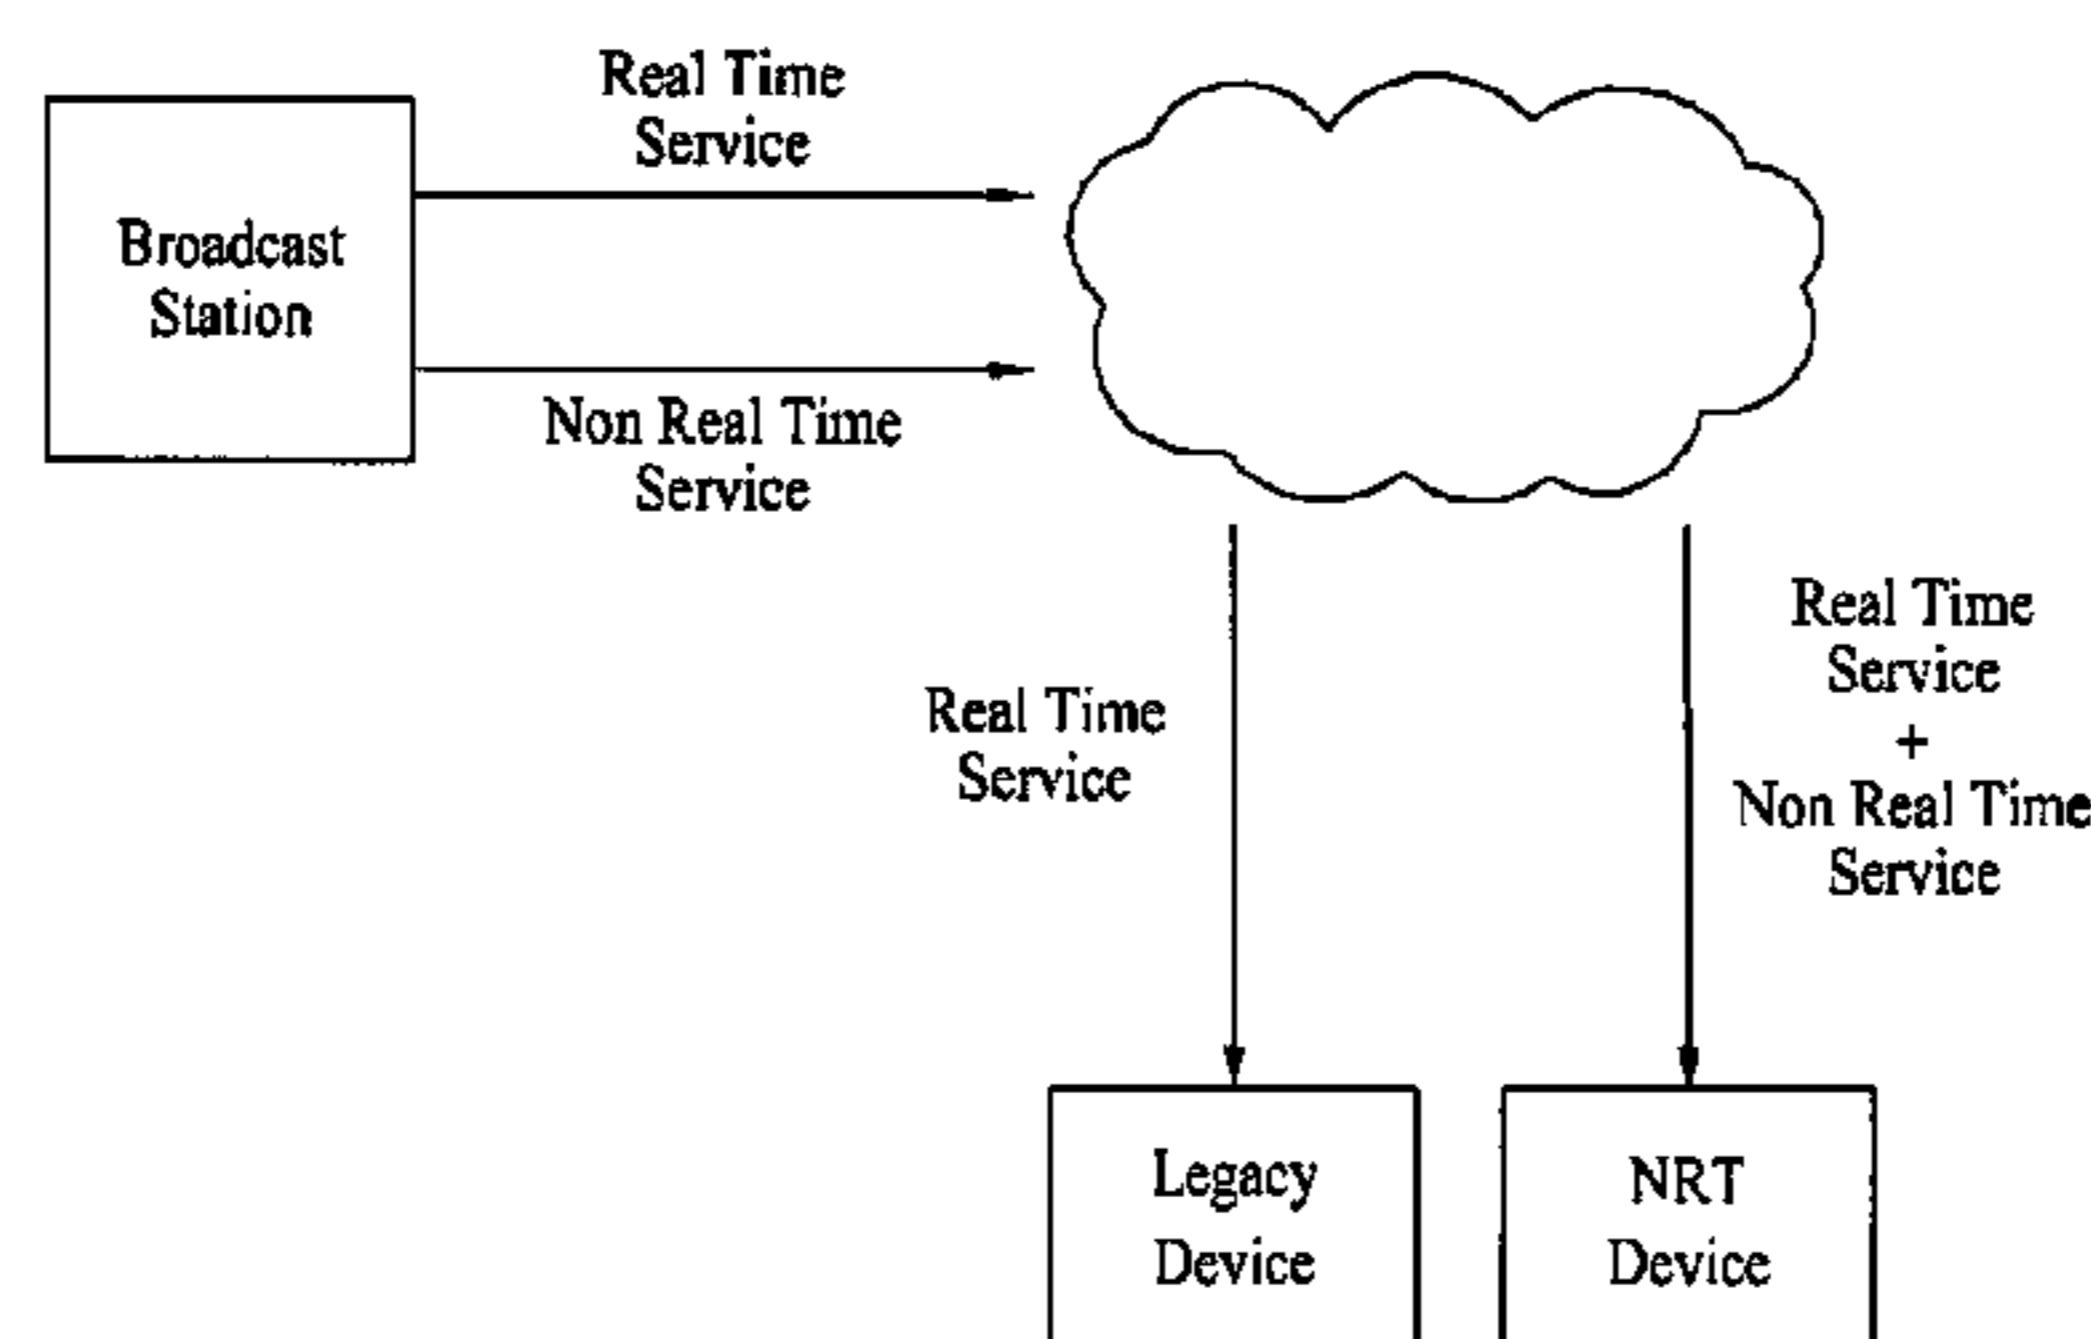 Real Time
Service
Broadcast
Station
Non Real Time
Service
Real Time
Service
Real Time
Service
+
Non Real Time
Service
Legacy
Device
NRT
Device